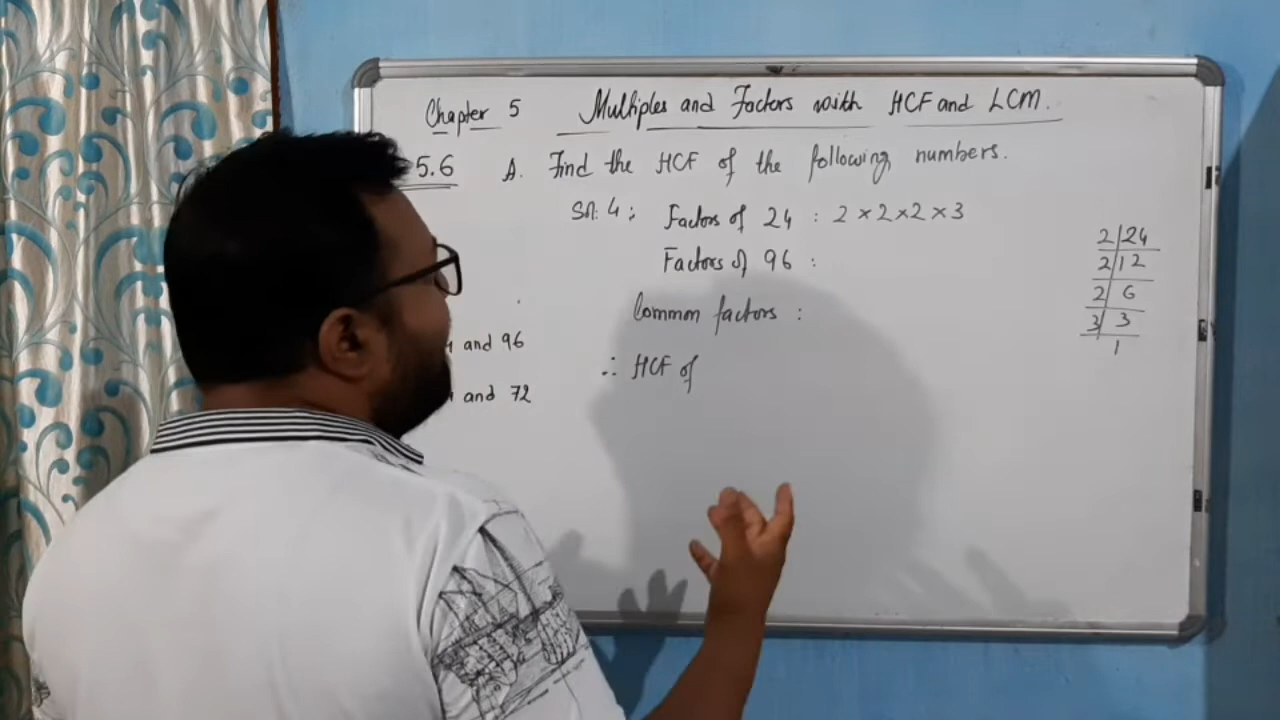 Chapter 5 Multiples and Factors with HCF and LCM.
5.6 A. Find the HCF of the following numbers.
Sn. 4 : Factors of 24 : 2 × 2 × 2 × 3
Factors of 96 :
Common factors :
∴ HCF of
and 96
and 72
2 24
2 12
2 6
3 3
1